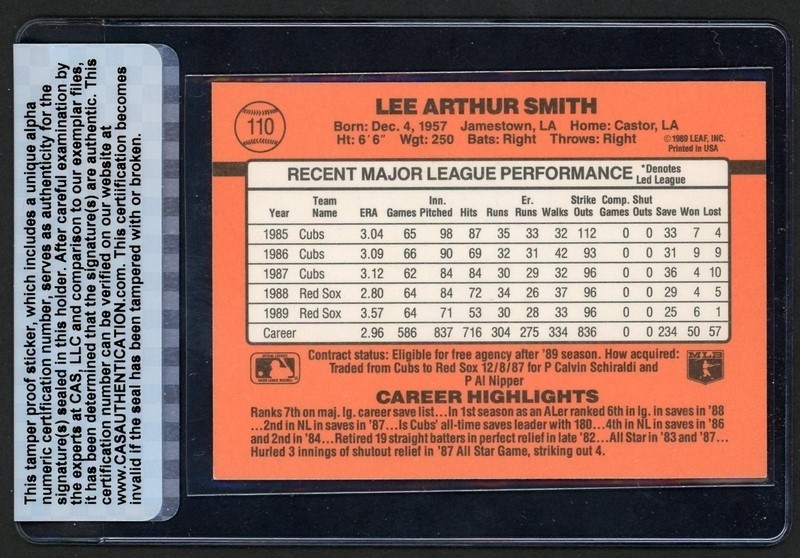 This tamper proof sticker, which includes a unique alpha
numeric certification number, serves as authenticity for the
signature(s) sealed in this holder. After careful examination by
the experts at CAS, LLC and comparison to our exemplar files,
it has been determined that the signature(s) are authentic. This
certification number can be verified on our website at
www.CASAUTHENTICATION.com. This certification becomes
invalid if the seal has been tampered with or broken.
110
LEE ARTHUR SMITH
Born: Dec. 4, 1957 Jamestown, LA Home: Castor, LA
Ht: 6'6" Wgt: 250 Bats: Right Throws: Right
©1989 LEAF, INC.
Printed in USA
RECENT MAJOR LEAGUE PERFORMANCE *Denotes
Led League
Team Inn. Er. Strike Comp. Shut
Year Name ERA Games Pitched Hits Runs Runs Walks Outs Games Outs Save Won Lost
1985 Cubs 3.04 65 98 87 35 33 32 112 0 0 33 7 4
1986 Cubs 3.09 66 90 69 32 31 42 93 0 0 31 9 9
1987 Cubs 3.12 62 84 84 30 29 32 96 0 0 36 4 10
1988 Red Sox 2.80 64 84 72 34 26 37 96 0 0 29 4 5
1989 Red Sox 3.57 64 71 53 30 28 33 96 0 0 25 6 1
Career 2.96 586 837 716 304 275 334 836 0 0 234 50 57
Contract status: Eligible for free agency after '89 season. How acquired:
Traded from Cubs to Red Sox 12/8/87 for P Calvin Schiraldi and
P Al Nipper
MLB
CAREER HIGHLIGHTS
Ranks 7th on maj. lg. career save list...In 1st season as an ALer ranked 6th in lg. in saves in '88
...2nd in NL in saves in '87...Is Cubs' all-time saves leader with 180...4th in NL in saves in '86
and 2nd in '84...Retired 19 straight batters in perfect relief in late '82...All Star in '83 and '87...
Hurled 3 innings of shutout relief in '87 All Star Game, striking out 4.